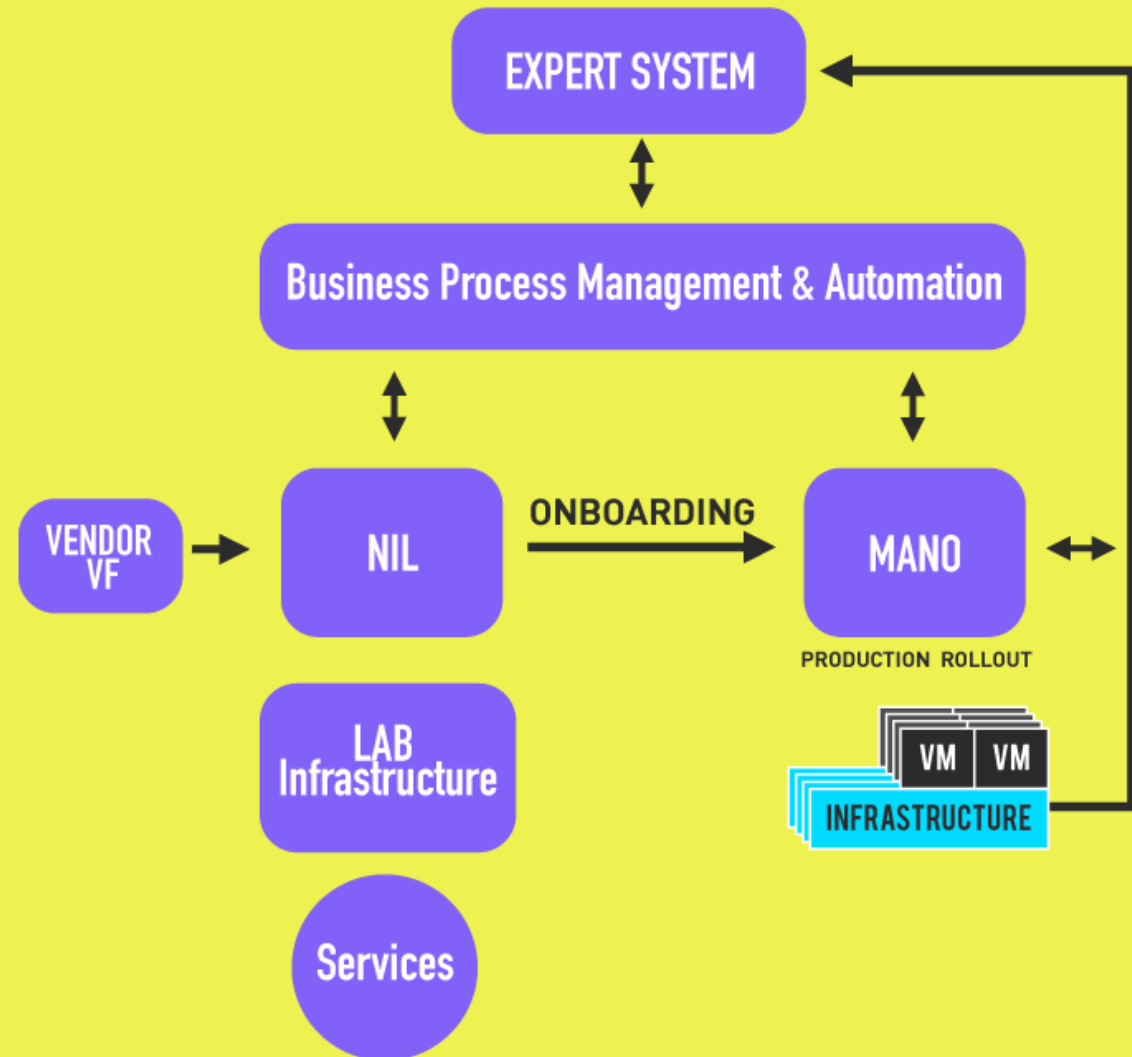 EXPERT SYSTEM
Business Process Management & Automation
VENDOR
VF
NIL
ONBOARDING
MANO
PRODUCTION ROLLOUT
LAB
Infrastructure
VM VM
INFRASTRUCTURE
Services